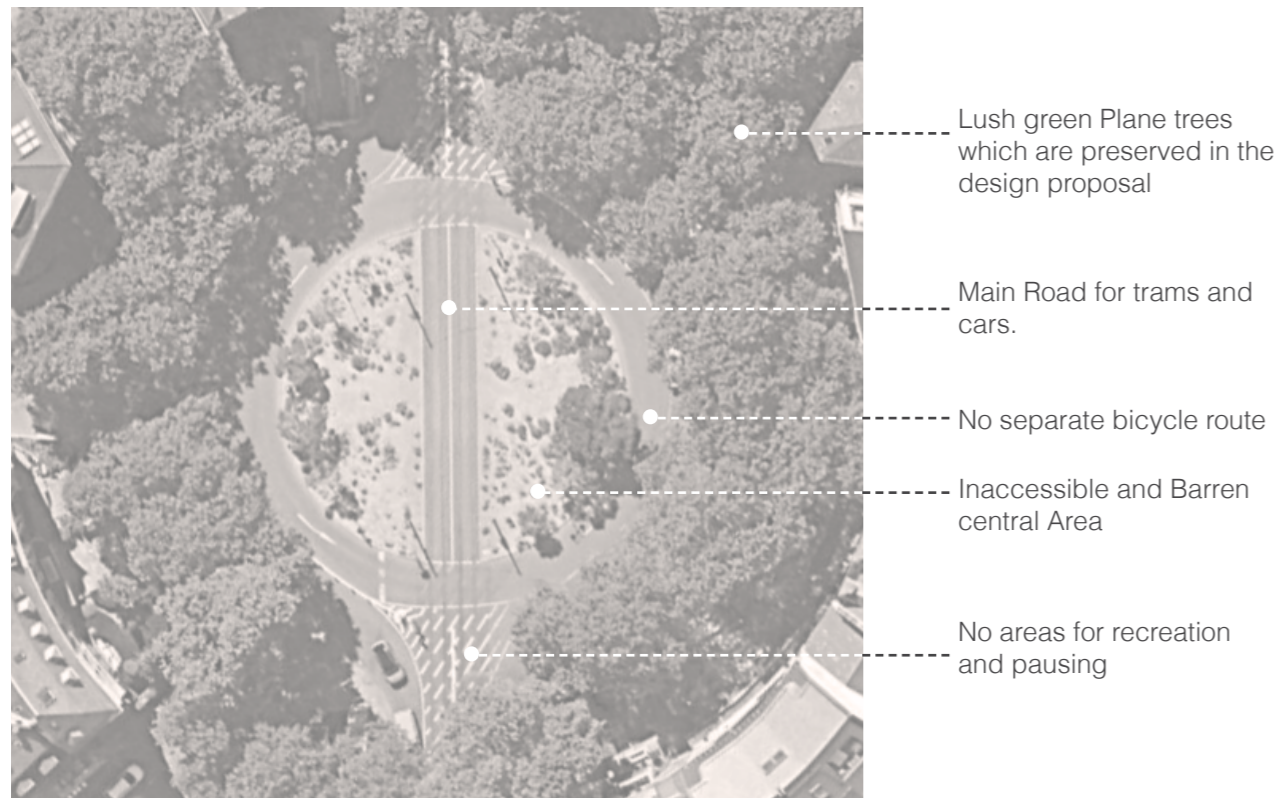 Lush green Plane trees
which are preserved in the
design proposal
Main Road for trams and
cars.
No separate bicycle route
Inaccessible and Barren
central Area
No areas for recreation
and pausing